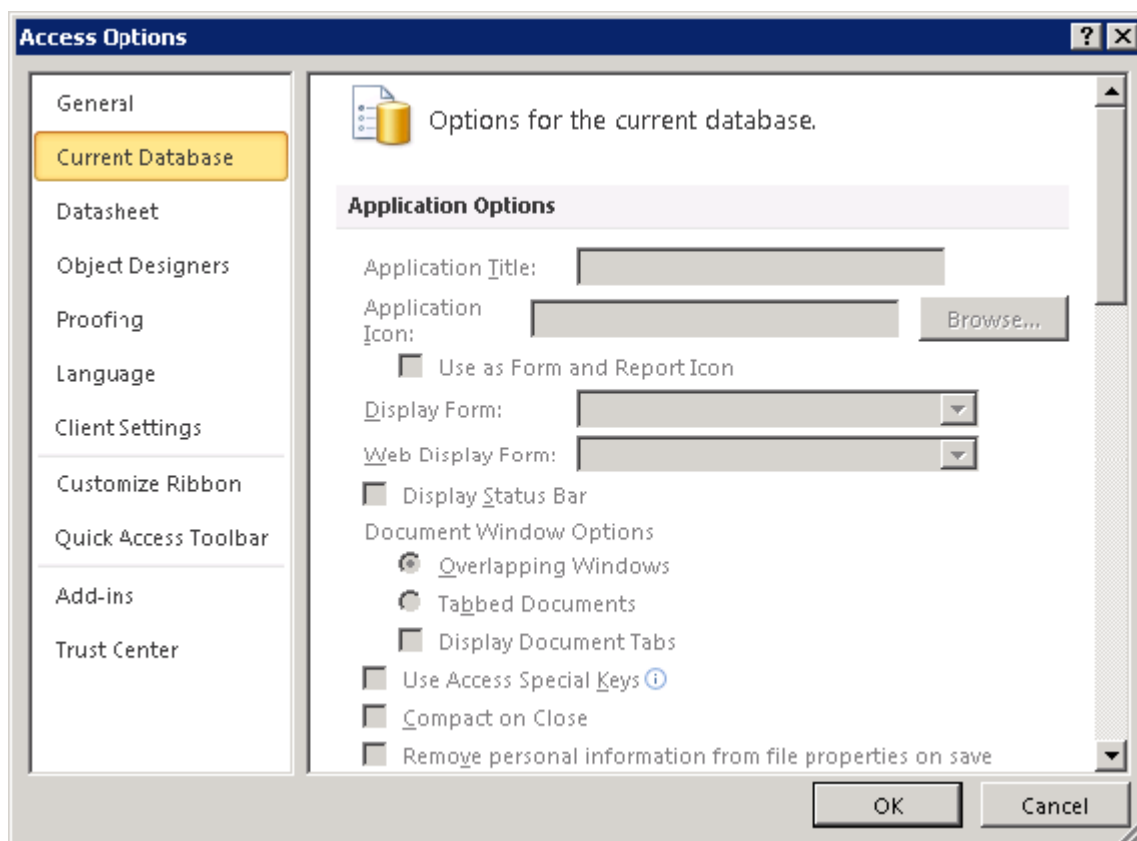 Access Options
General
Current Database
Datasheet
Object Designers
Proofing
Language
Client Settings
Customize Ribbon
Quick Access Toolbar
Add-ins
Trust Center
Options for the current database.
Application Options
Application Title:
Application
Icon:
Browse...
Use as Form and Report Icon
Display Form:
Web Display Form:
Display Status Bar
Document Window Options
Overlapping Windows
Tabbed Documents
Display Document Tabs
Use Access Special Keys
Compact on Close
Remove personal information from file properties on save
OK Cancel